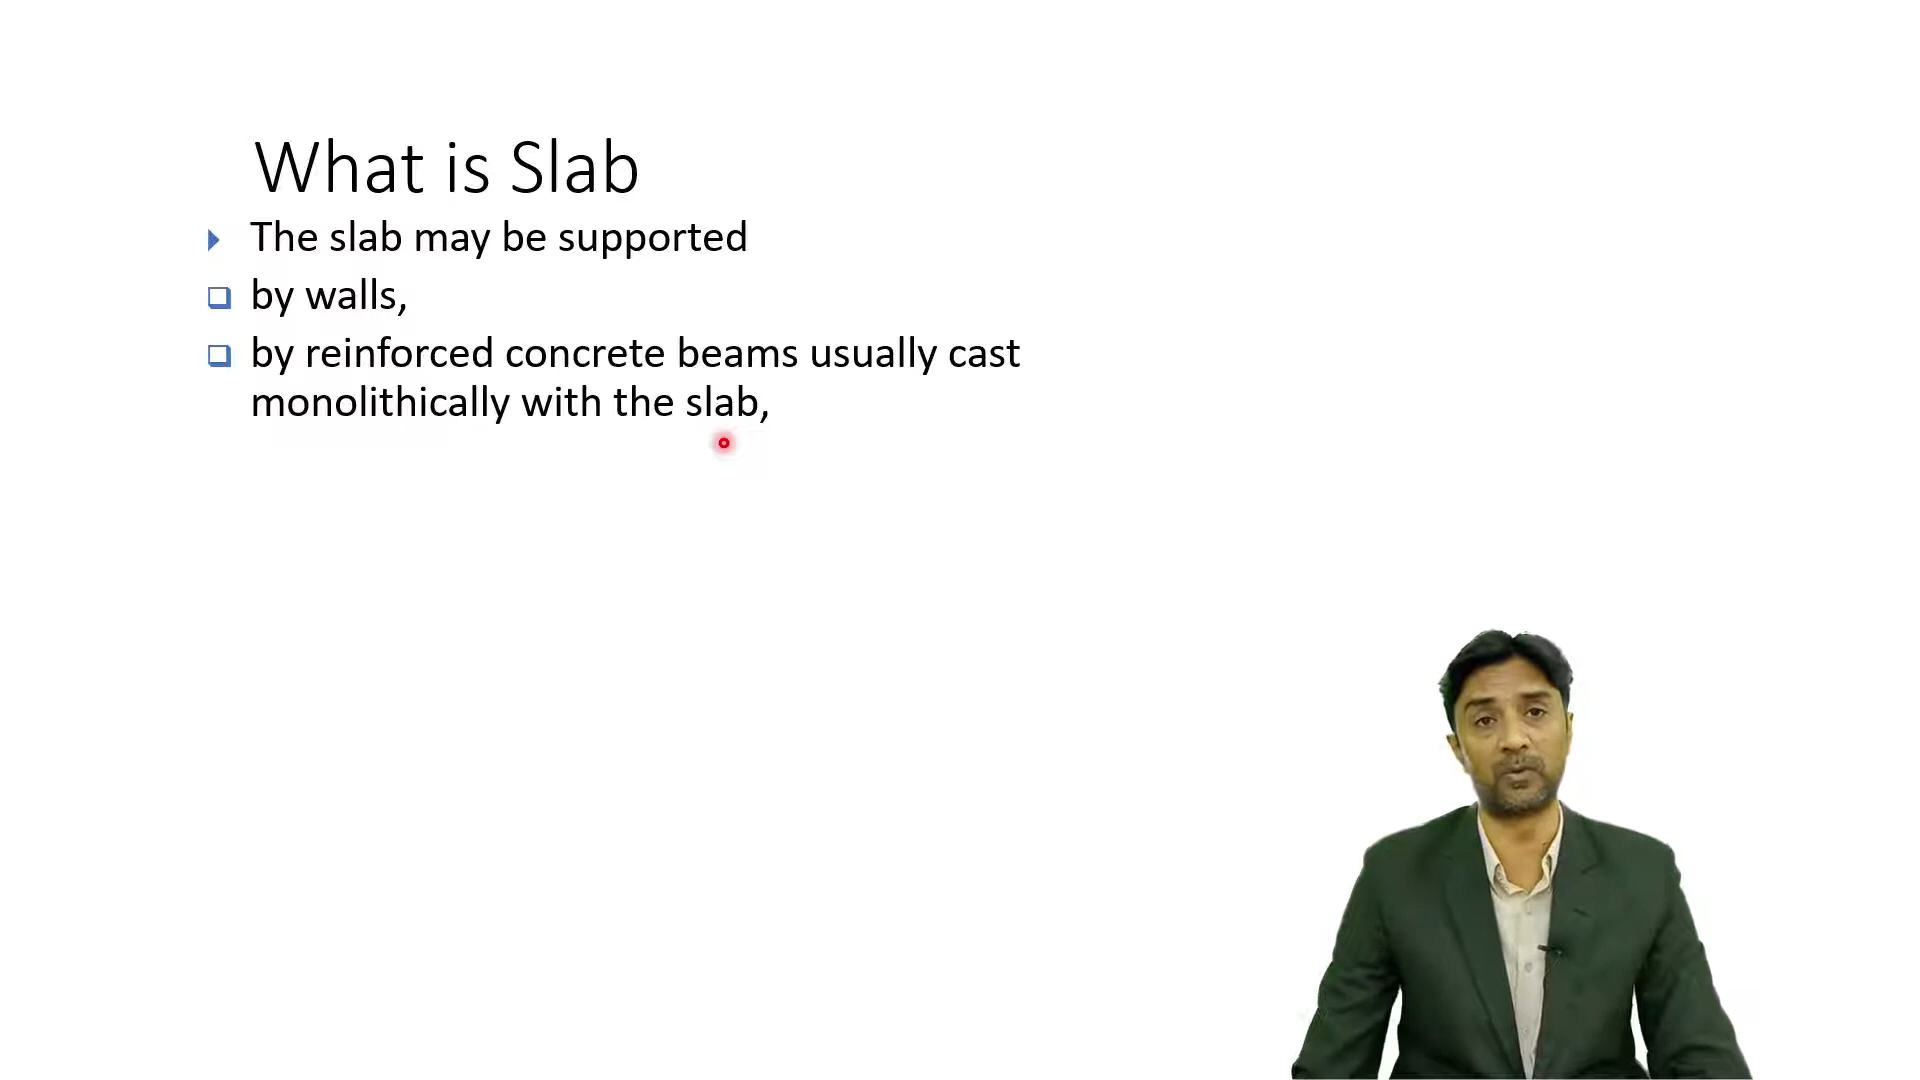 What is Slab
The slab may be supported
by walls,
by reinforced concrete beams usually cast
monolithically with the slab,